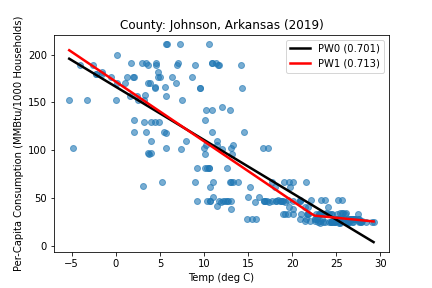 County: Johnson, Arkansas (2019)
Per-Capita Consumption (MMBtu/1000 Households)
200
150
100
50
0
PW0 (0.701)
PW1 (0.713)
−5
0
5
10
15
20
25
30
Temp (deg C)